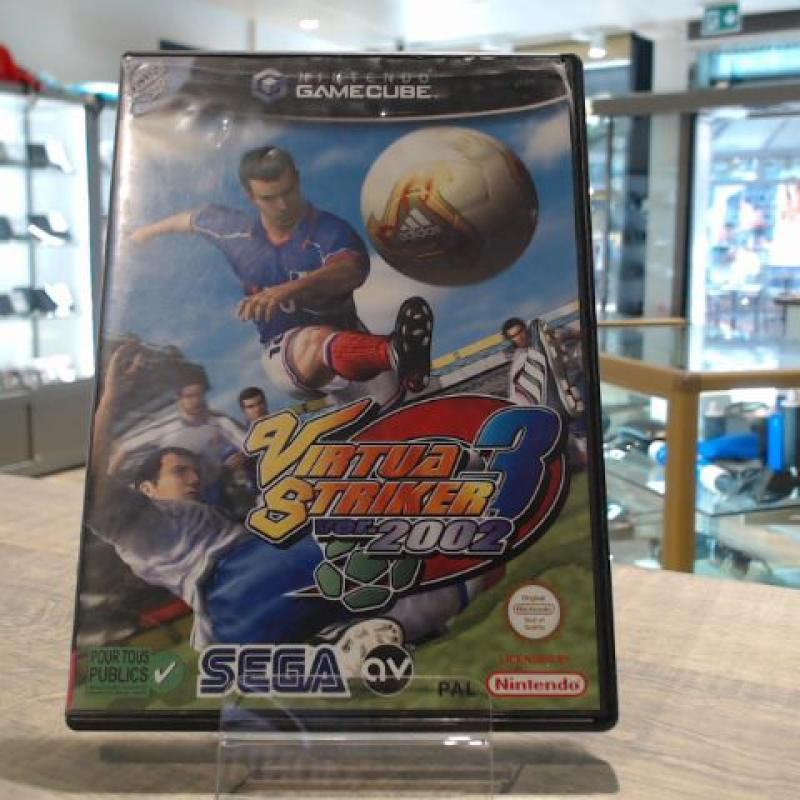 NINTENDO
GAMECUBE™
adidas
VIRTUA
STRIKER 3
ver.2002
Original
Nintendo
Seal of
Quality
POUR TOUS
PUBLICS
SEGA
av
PAL
LICENSED BY
Nintendo